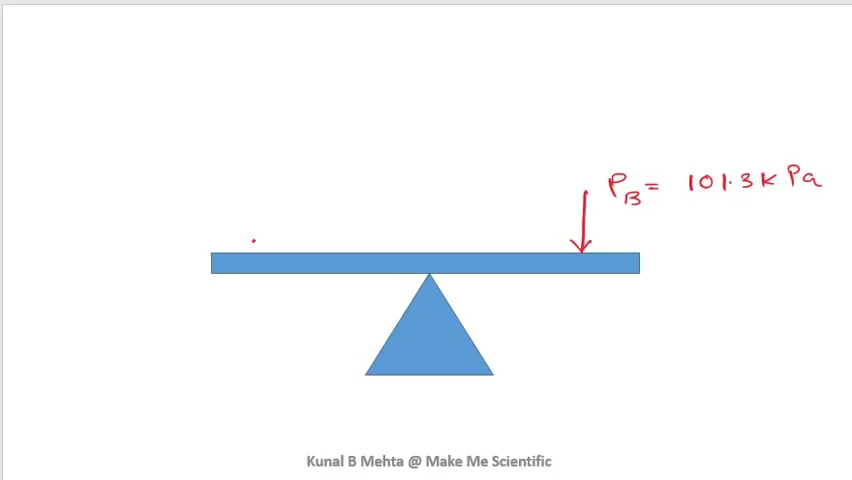 P_B = 101.3 k Pa
Kunal B Mehta @ Make Me Scientific